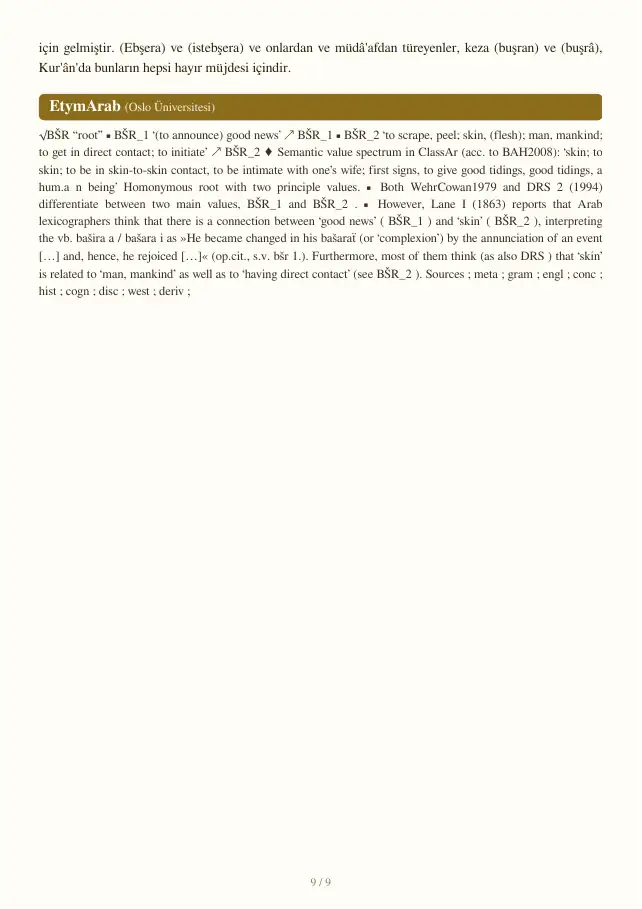 için gelmiştir. (Ebşera) ve (istebşera) ve onlardan ve müdâ'afdan türeyenler, keza (buşran) ve (buşrâ),
Kur'ân'da bunların hepsi hayır müjdesi içindir.
EtymArab (Oslo Üniversitesi)
√BŠR “root” ▪ BŠR_1 ‘(to announce) good news’ ↗ BŠR_1 ▪ BŠR_2 ‘to scrape, peel; skin, (flesh); man, mankind;
to get in direct contact; to initiate’ ↗ BŠR_2 ♦ Semantic value spectrum in ClassAr (acc. to BAH2008): ‘skin; to
skin; to be in skin-to-skin contact, to be intimate with one's wife; first signs, to give good tidings, good tidings, a
hum.a n being’ Homonymous root with two principle values. ▪ Both WehrCowan1979 and DRS 2 (1994)
differentiate between two main values, BŠR_1 and BŠR_2 . ▪ However, Lane I (1863) reports that Arab
lexicographers think that there is a connection between ‘good news’ ( BŠR_1 ) and ‘skin’ ( BŠR_2 ), interpreting
the vb. bašira a / bašara i as »He became changed in his bašaraẗ (or ‘complexion’) by the annunciation of an event
[…] and, hence, he rejoiced […]« (op.cit., s.v. bšr 1.). Furthermore, most of them think (as also DRS ) that ‘skin’
is related to ‘man, mankind’ as well as to ‘having direct contact’ (see BŠR_2 ). Sources ; meta ; gram ; engl ; conc ;
hist ; cogn ; disc ; west ; deriv ;
9 / 9